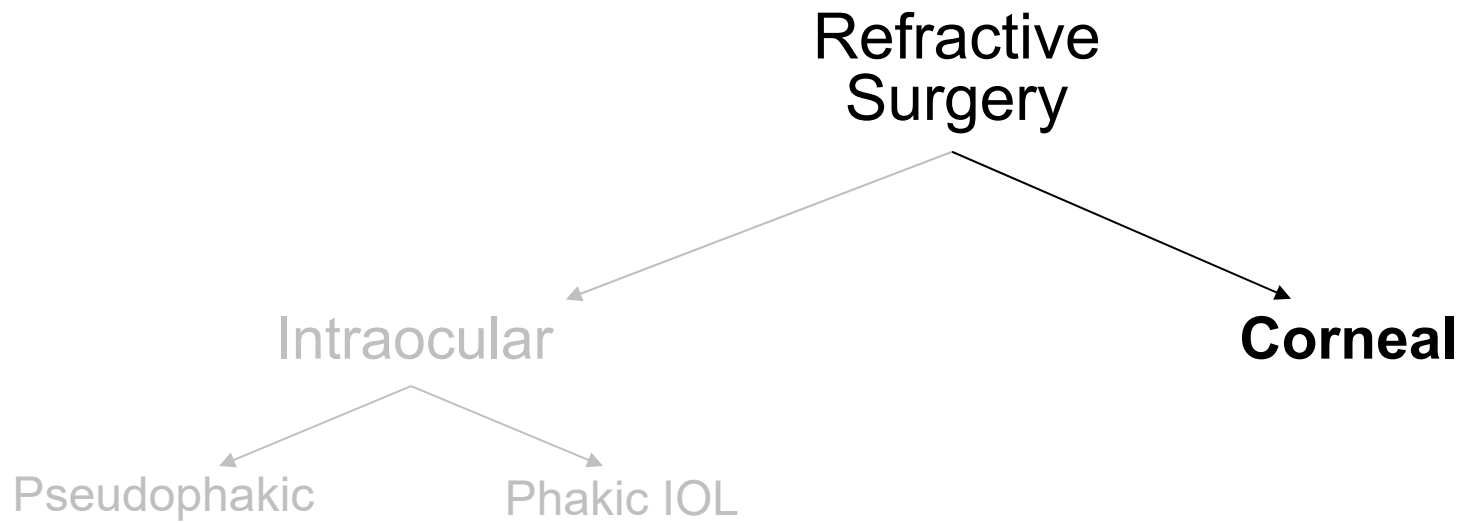 Refractive
Surgery
Intraocular
Corneal
Pseudophakic
Phakic IOL